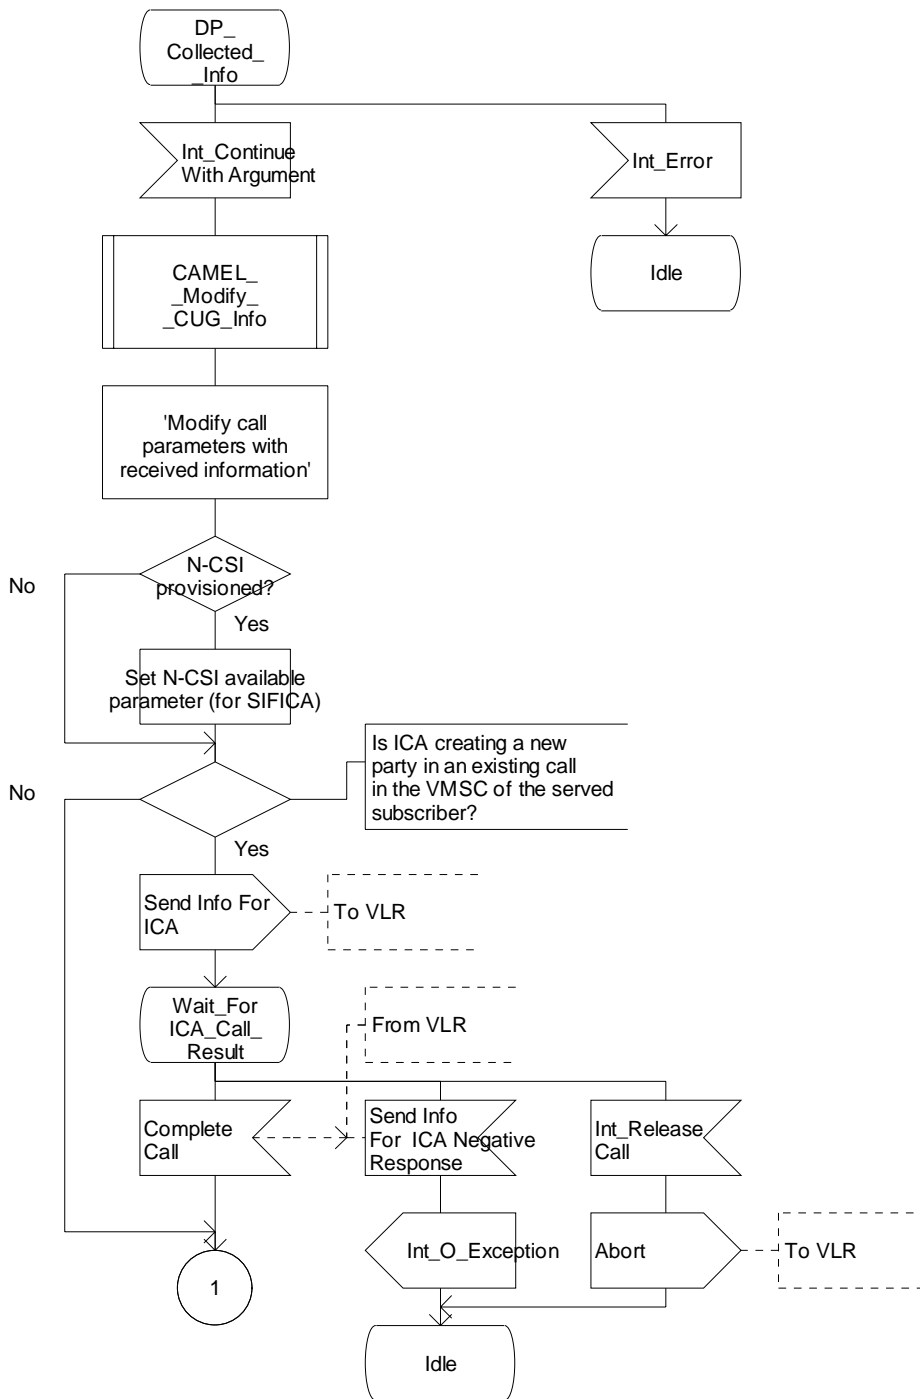 DP_
Collected_
_Info
Int_Continue
With Argument
Int_Error
CAMEL_
_Modify_
_CUG_Info
Idle
'Modify call
parameters with
received information'
N-CSI
provisioned?
No
Yes
Set N-CSI available
parameter (for SIFICA)
Is ICA creating a new
party in an existing call
in the VMSC of the served
subscriber?
No
Yes
Send Info For
ICA
To VLR
Wait_For
ICA_Call_
Result
From VLR
Complete
Call
Send Info
For ICA Negative
Response
Int_Release
Call
Int_O_Exception
Abort
To VLR
1
Idle